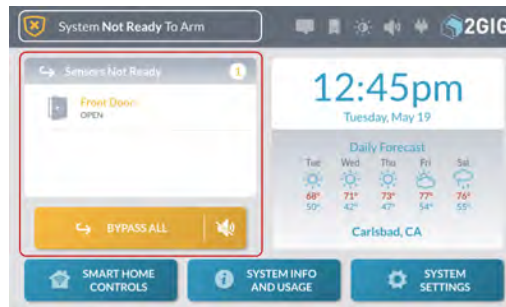 System Not Ready To Arm
2GIG
Sensors Not Ready 1
Front Door
OPEN
BYPASS ALL
12:45pm
Tuesday, May 19
Daily Forecast
Tue Wed Thu Fri Sat
68° 71° 73° 77° 76°
50° 42° 47° 54° 55°
Carlsbad, CA
SMART HOME
CONTROLS
SYSTEM INFO
AND USAGE
SYSTEM
SETTINGS